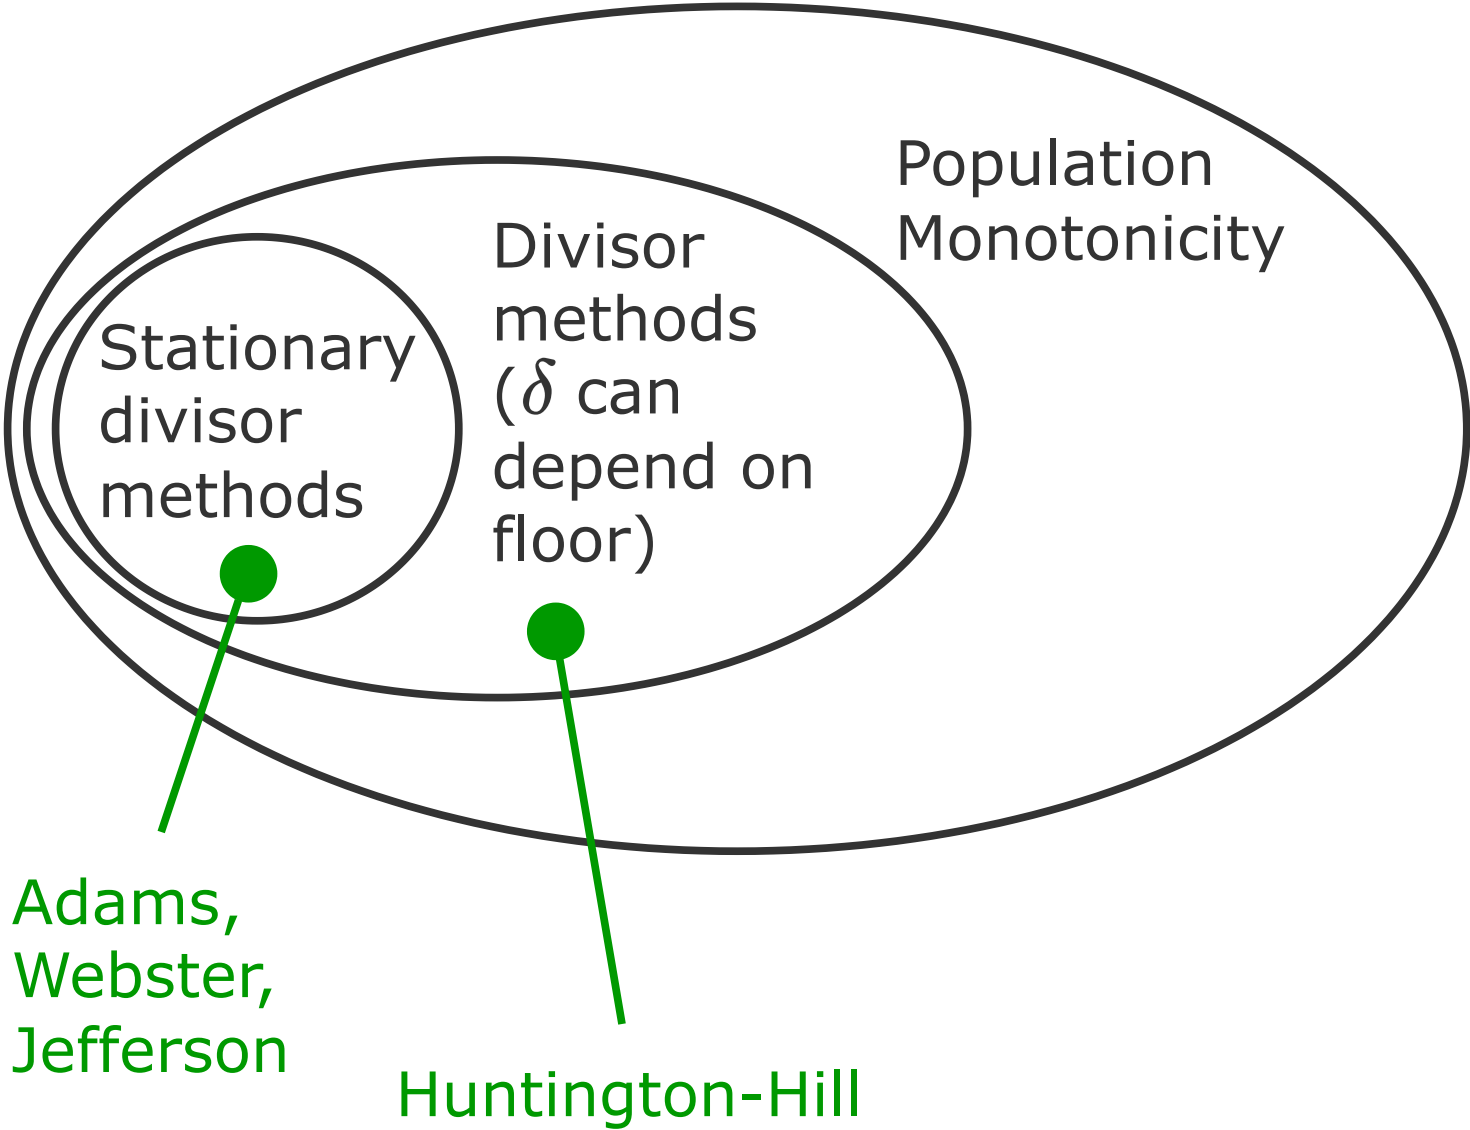 Population
Monotonicity
Divisor
methods
(δ can
depend on
floor)
Stationary
divisor
methods
Adams,
Webster,
Jefferson
Huntington-Hill